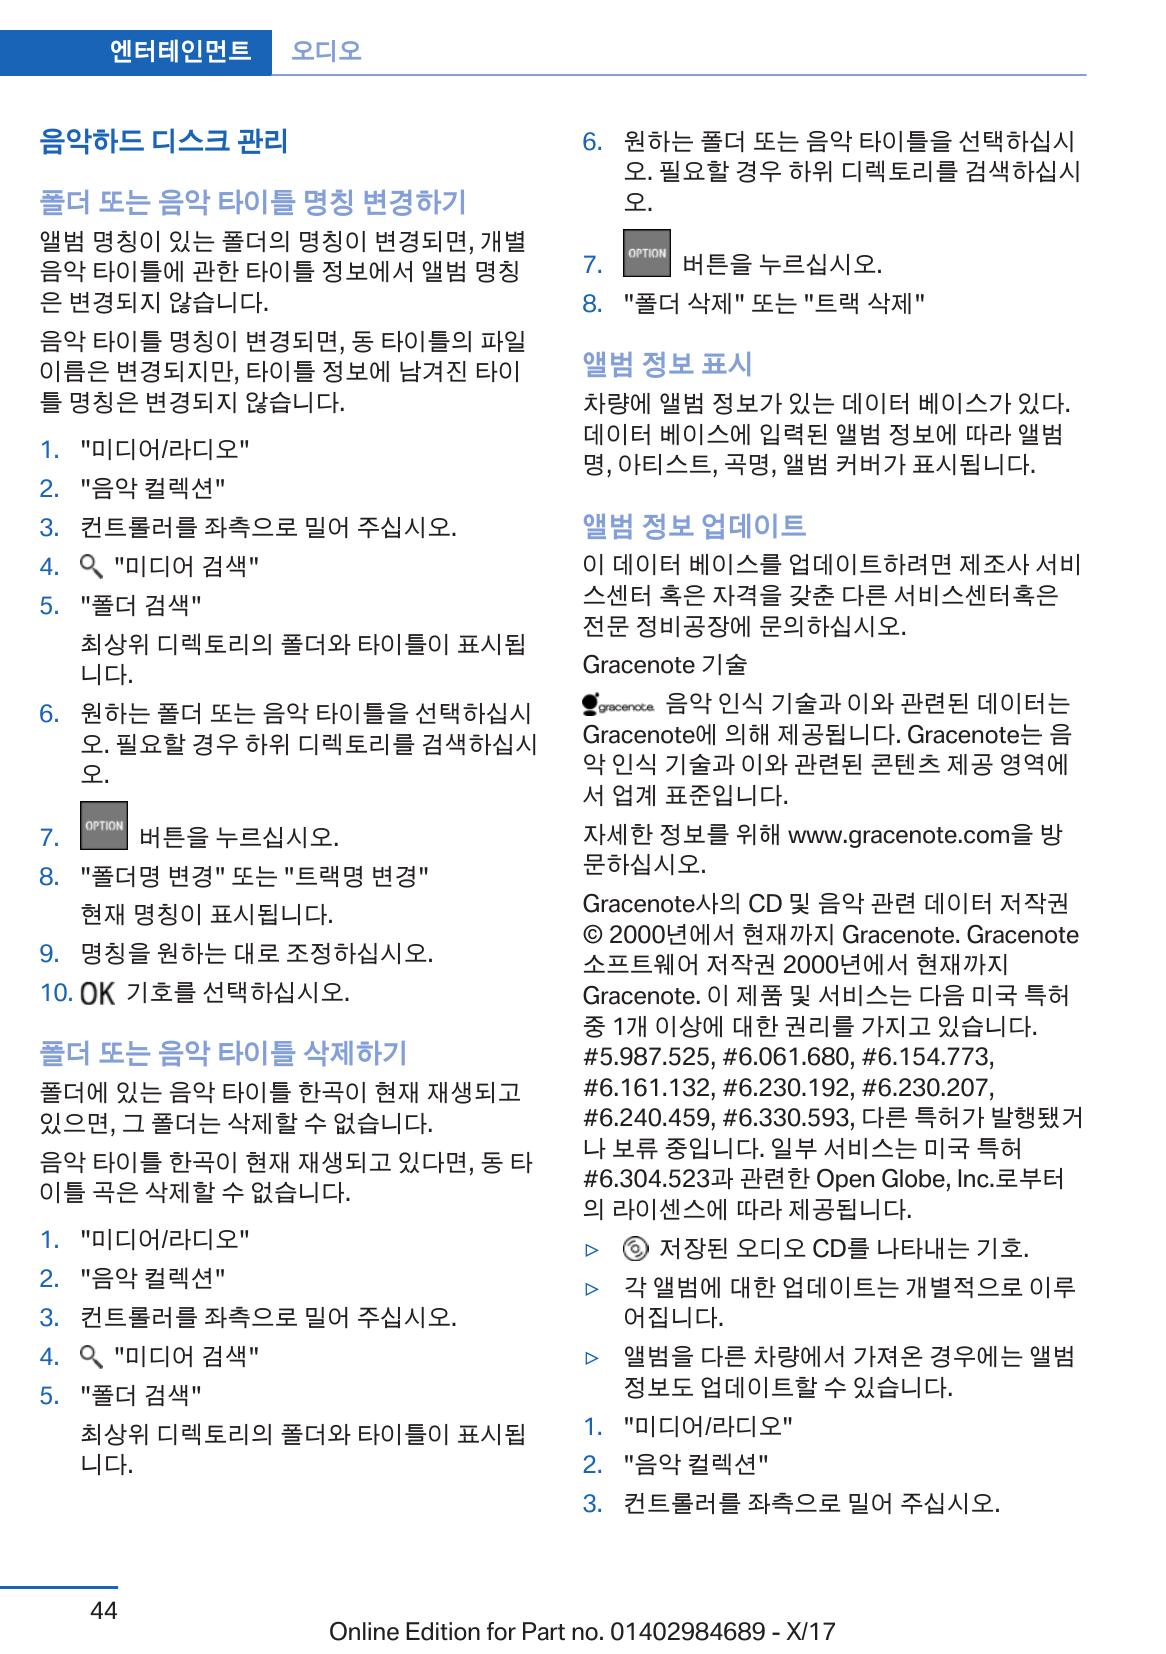 엔터테인먼트 오디오
음악하드 디스크 관리
폴더 또는 음악 타이틀 명칭 변경하기
앨범 명칭이 있는 폴더의 명칭이 변경되면, 개별
음악 타이틀에 관한 타이틀 정보에서 앨범 명칭
은 변경되지 않습니다.
음악 타이틀 명칭이 변경되면, 동 타이틀의 파일
이름은 변경되지만, 타이틀 정보에 남겨진 타이
틀 명칭은 변경되지 않습니다.
1. "미디어/라디오"
2. "음악 컬렉션"
3. 컨트롤러를 좌측으로 밀어 주십시오.
4. "미디어 검색"
5. "폴더 검색"
최상위 디렉토리의 폴더와 타이틀이 표시됩
니다.
6. 원하는 폴더 또는 음악 타이틀을 선택하십시
오. 필요할 경우 하위 디렉토리를 검색하십시
오.
7. OPTION 버튼을 누르십시오.
8. "폴더명 변경" 또는 "트랙명 변경"
현재 명칭이 표시됩니다.
9. 명칭을 원하는 대로 조정하십시오.
10. OK 기호를 선택하십시오.
폴더 또는 음악 타이틀 삭제하기
폴더에 있는 음악 타이틀 한곡이 현재 재생되고
있으면, 그 폴더는 삭제할 수 없습니다.
음악 타이틀 한곡이 현재 재생되고 있다면, 동 타
이틀 곡은 삭제할 수 없습니다.
1. "미디어/라디오"
2. "음악 컬렉션"
3. 컨트롤러를 좌측으로 밀어 주십시오.
4. "미디어 검색"
5. "폴더 검색"
최상위 디렉토리의 폴더와 타이틀이 표시됩
니다.
6. 원하는 폴더 또는 음악 타이틀을 선택하십시
오. 필요할 경우 하위 디렉토리를 검색하십시
오.
7. OPTION 버튼을 누르십시오.
8. "폴더 삭제" 또는 "트랙 삭제"
앨범 정보 표시
차량에 앨범 정보가 있는 데이터 베이스가 있다.
데이터 베이스에 입력된 앨범 정보에 따라 앨범
명, 아티스트, 곡명, 앨범 커버가 표시됩니다.
앨범 정보 업데이트
이 데이터 베이스를 업데이트하려면 제조사 서비
스센터 혹은 자격을 갖춘 다른 서비스센터혹은
전문 정비공장에 문의하십시오.
Gracenote 기술
gracenote. 음악 인식 기술과 이와 관련된 데이터는
Gracenote에 의해 제공됩니다. Gracenote는 음
악 인식 기술과 이와 관련된 콘텐츠 제공 영역에
서 업계 표준입니다.
자세한 정보를 위해 www.gracenote.com을 방
문하십시오.
Gracenote사의 CD 및 음악 관련 데이터 저작권
© 2000년에서 현재까지 Gracenote. Gracenote
소프트웨어 저작권 2000년에서 현재까지
Gracenote. 이 제품 및 서비스는 다음 미국 특허
중 1개 이상에 대한 권리를 가지고 있습니다.
#5.987.525, #6.061.680, #6.154.773,
#6.161.132, #6.230.192, #6.230.207,
#6.240.459, #6.330.593, 다른 특허가 발행됐거
나 보류 중입니다. 일부 서비스는 미국 특허
#6.304.523과 관련한 Open Globe, Inc.로부터
의 라이센스에 따라 제공됩니다.
▷ 저장된 오디오 CD를 나타내는 기호.
▷ 각 앨범에 대한 업데이트는 개별적으로 이루
어집니다.
▷ 앨범을 다른 차량에서 가져온 경우에는 앨범
정보도 업데이트할 수 있습니다.
1. "미디어/라디오"
2. "음악 컬렉션"
3. 컨트롤러를 좌측으로 밀어 주십시오.
44
Online Edition for Part no. 01402984689 - X/17